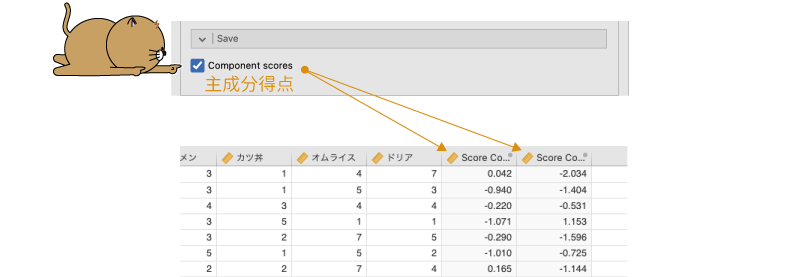 Save
Component scores
主成分得点
メン カツ丼 オムライス ドリア Score Co... Score Co...
3 1 4 7 0.042 -2.034
3 1 5 3 -0.940 -1.404
4 3 4 4 -0.220 -0.531
3 5 1 1 -1.071 1.153
3 2 7 5 -0.290 -1.596
5 1 5 2 -1.010 -0.725
2 2 7 4 0.165 -1.144